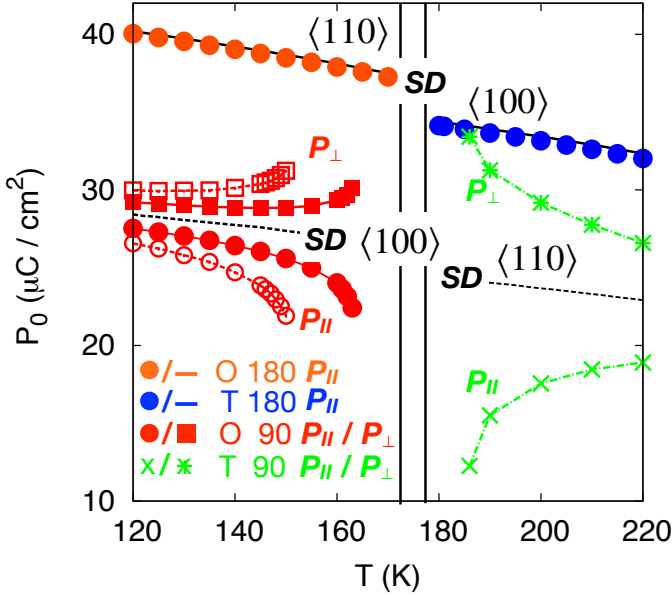 40
30
20
10
P₀ (μC / cm²)
⟨110⟩
SD
⟨100⟩
P⊥
P⊥
SD
⟨100⟩
SD
⟨110⟩
P//
P//
●/— O 180 P//
●/— T 180 P//
●/■ O 90 P// / P⊥
×/✳ T 90 P// / P⊥
120 140 160 180 200 220
T (K)